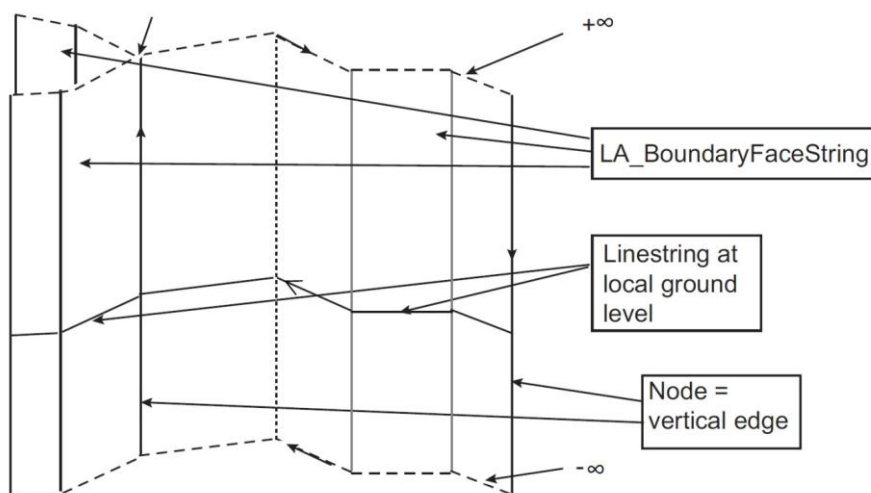 +∞
LA_BoundaryFaceString
Linestring at
local ground
level
Node =
vertical edge
-∞